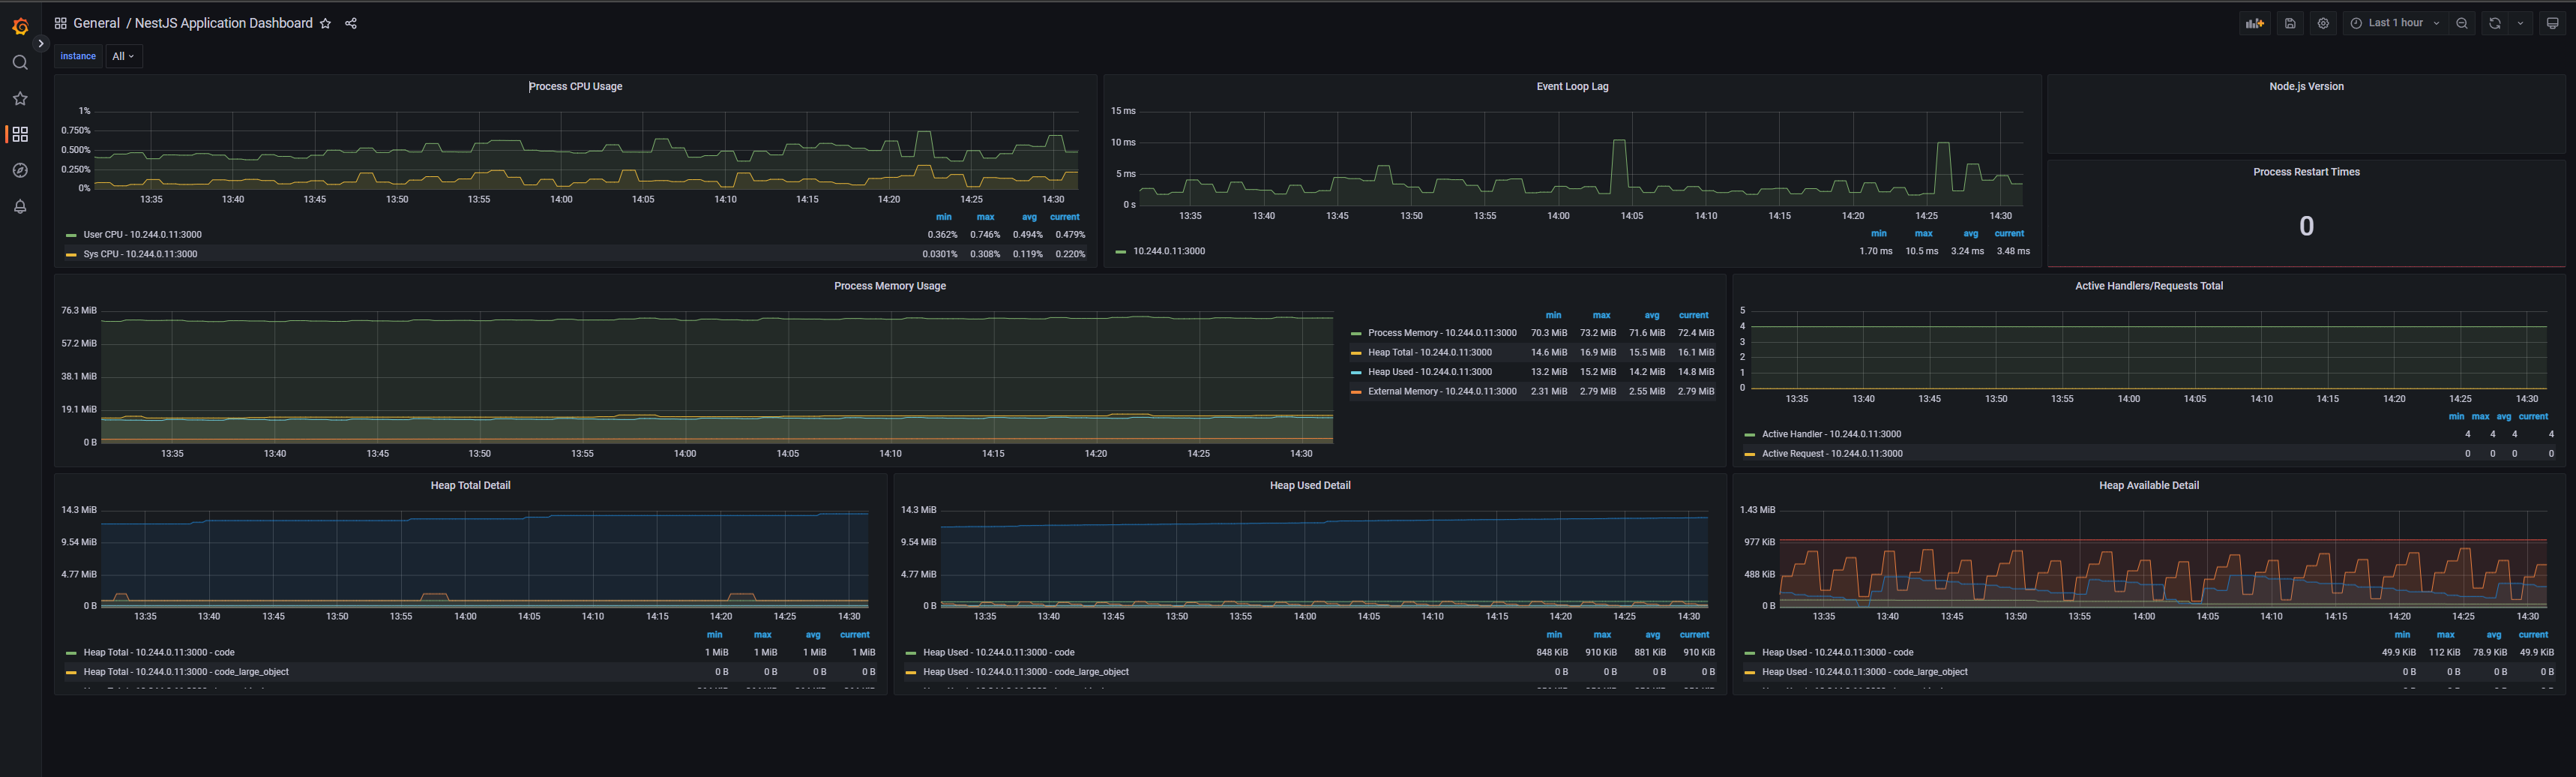 General / NestJS Application Dashboard
Last 1 hour
instance All
Process CPU Usage
1%
0.750%
0.500%
0.250%
0%
13:35 13:40 13:45 13:50 13:55 14:00 14:05 14:10 14:15 14:20 14:25 14:30
min max avg current
User CPU - 10.244.0.11:3000 0.362% 0.746% 0.494% 0.479%
Sys CPU - 10.244.0.11:3000 0.0301% 0.308% 0.119% 0.220%
Event Loop Lag
15 ms
10 ms
5 ms
0 s
13:35 13:40 13:45 13:50 13:55 14:00 14:05 14:10 14:15 14:20 14:25 14:30
min max avg current
10.244.0.11:3000 1.70 ms 10.5 ms 3.24 ms 3.48 ms
Node.js Version
Process Restart Times
0
Process Memory Usage
76.3 MiB
57.2 MiB
38.1 MiB
19.1 MiB
0 B
13:35 13:40 13:45 13:50 13:55 14:00 14:05 14:10 14:15 14:20 14:25 14:30
min max avg current
Process Memory - 10.244.0.11:3000 70.3 MiB 73.2 MiB 71.6 MiB 72.4 MiB
Heap Total - 10.244.0.11:3000 14.6 MiB 16.9 MiB 15.5 MiB 16.1 MiB
Heap Used - 10.244.0.11:3000 13.2 MiB 15.2 MiB 14.2 MiB 14.8 MiB
External Memory - 10.244.0.11:3000 2.31 MiB 2.79 MiB 2.55 MiB 2.79 MiB
Active Handlers/Requests Total
5
4
3
2
1
0
13:35 13:40 13:45 13:50 13:55 14:00 14:05 14:10 14:15 14:20 14:25 14:30
min max avg current
Active Handler - 10.244.0.11:3000 4 4 4 4
Active Request - 10.244.0.11:3000 0 0 0 0
Heap Total Detail
14.3 MiB
9.54 MiB
4.77 MiB
0 B
13:35 13:40 13:45 13:50 13:55 14:00 14:05 14:10 14:15 14:20 14:25 14:30
min max avg current
Heap Total - 10.244.0.11:3000 - code 1 MiB 1 MiB 1 MiB 1 MiB
Heap Total - 10.244.0.11:3000 - code_large_object 0 B 0 B 0 B 0 B
Heap Used Detail
14.3 MiB
9.54 MiB
4.77 MiB
0 B
13:35 13:40 13:45 13:50 13:55 14:00 14:05 14:10 14:15 14:20 14:25 14:30
min max avg current
Heap Used - 10.244.0.11:3000 - code 848 KiB 910 KiB 881 KiB 910 KiB
Heap Used - 10.244.0.11:3000 - code_large_object 0 B 0 B 0 B 0 B
Heap Available Detail
1.43 MiB
977 KiB
488 KiB
0 B
13:35 13:40 13:45 13:50 13:55 14:00 14:05 14:10 14:15 14:20 14:25 14:30
min max avg current
Heap Used - 10.244.0.11:3000 - code 49.9 KiB 112 KiB 78.9 KiB 49.9 KiB
Heap Used - 10.244.0.11:3000 - code_large_object 0 B 0 B 0 B 0 B